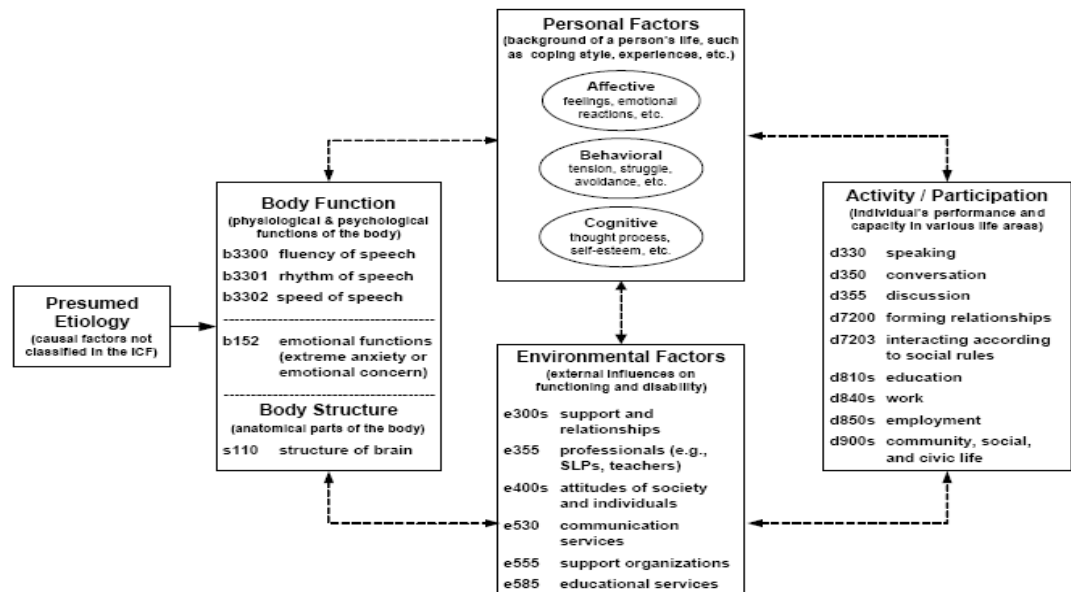 Personal Factors
(background of a person's life, such
as coping style, experiences, etc.)
Affective
feelings, emotional
reactions, etc.
Behavioral
tension, struggle,
avoidance, etc.
Cognitive
thought process,
self-esteem, etc.
Presumed
Etiology
(causal factors not
classified in the ICF)
Body Function
(physiological & psychological
functions of the body)
b3300 fluency of speech
b3301 rhythm of speech
b3302 speed of speech
b152 emotional functions
(extreme anxiety or
emotional concern)
Body Structure
(anatomical parts of the body)
s110 structure of brain
Environmental Factors
(external influences on
functioning and disability)
e300s support and
relationships
e355 professionals (e.g.,
SLPs, teachers)
e400s attitudes of society
and individuals
e530 communication
services
e555 support organizations
e585 educational services
Activity / Participation
(individual's performance and
capacity in various life areas)
d330 speaking
d350 conversation
d355 discussion
d7200 forming relationships
d7203 interacting according
to social rules
d810s education
d840s work
d850s employment
d900s community, social,
and civic life